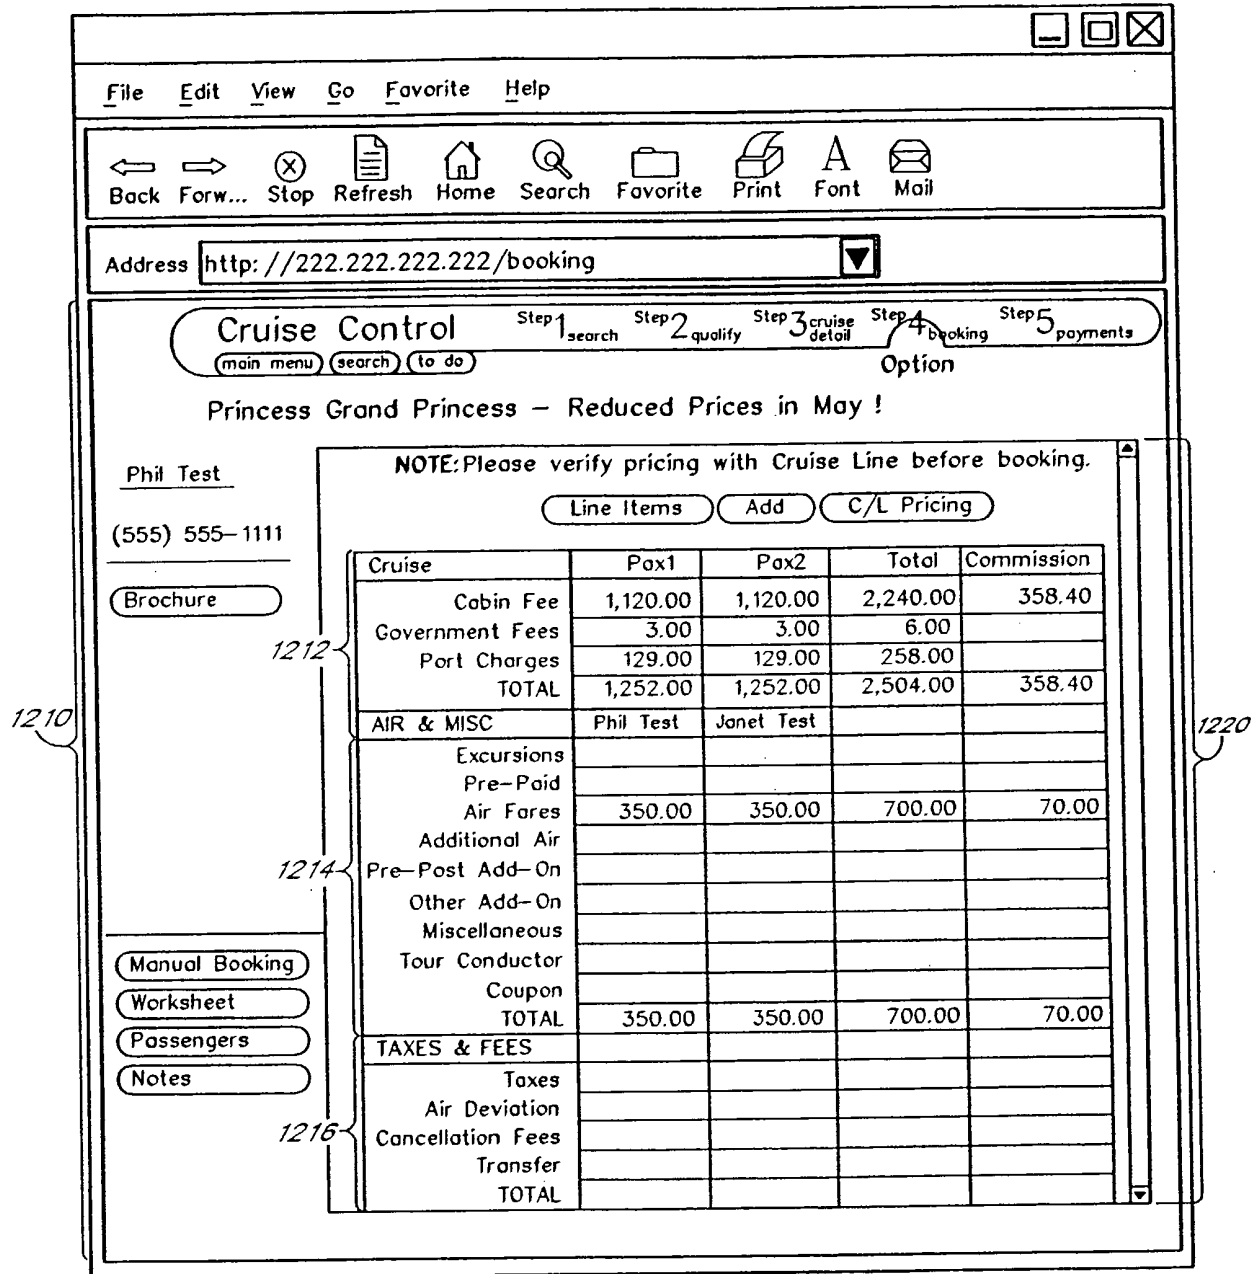 File Edit View Go Favorite Help
Back Forw... Stop Refresh Home Search Favorite Print Font Mail
Address http://222.222.222.222/booking
Cruise Control Step 1 search Step 2 qualify Step 3 cruise detail Step 4 booking Step 5 payments
main menu search to do Option
Princess Grand Princess – Reduced Prices in May !
NOTE:Please verify pricing with Cruise Line before booking.
Phil Test
Line Items Add C/L Pricing
(555) 555–1111
Cruise Pax1 Pax2 Total Commission
Brochure
Cabin Fee 1,120.00 1,120.00 2,240.00 358.40
Government Fees 3.00 3.00 6.00
1212
Port Charges 129.00 129.00 258.00
TOTAL 1,252.00 1,252.00 2,504.00 358.40
1210
AIR & MISC Phil Test Janet Test
1220
Excursions
Pre–Paid
Air Fares 350.00 350.00 700.00 70.00
Additional Air
1214
Pre–Post Add–On
Other Add–On
Miscellaneous
Manual Booking
Tour Conductor
Coupon
Worksheet
TOTAL 350.00 350.00 700.00 70.00
Passengers
TAXES & FEES
Notes
Taxes
Air Deviation
1216
Cancellation Fees
Transfer
TOTAL